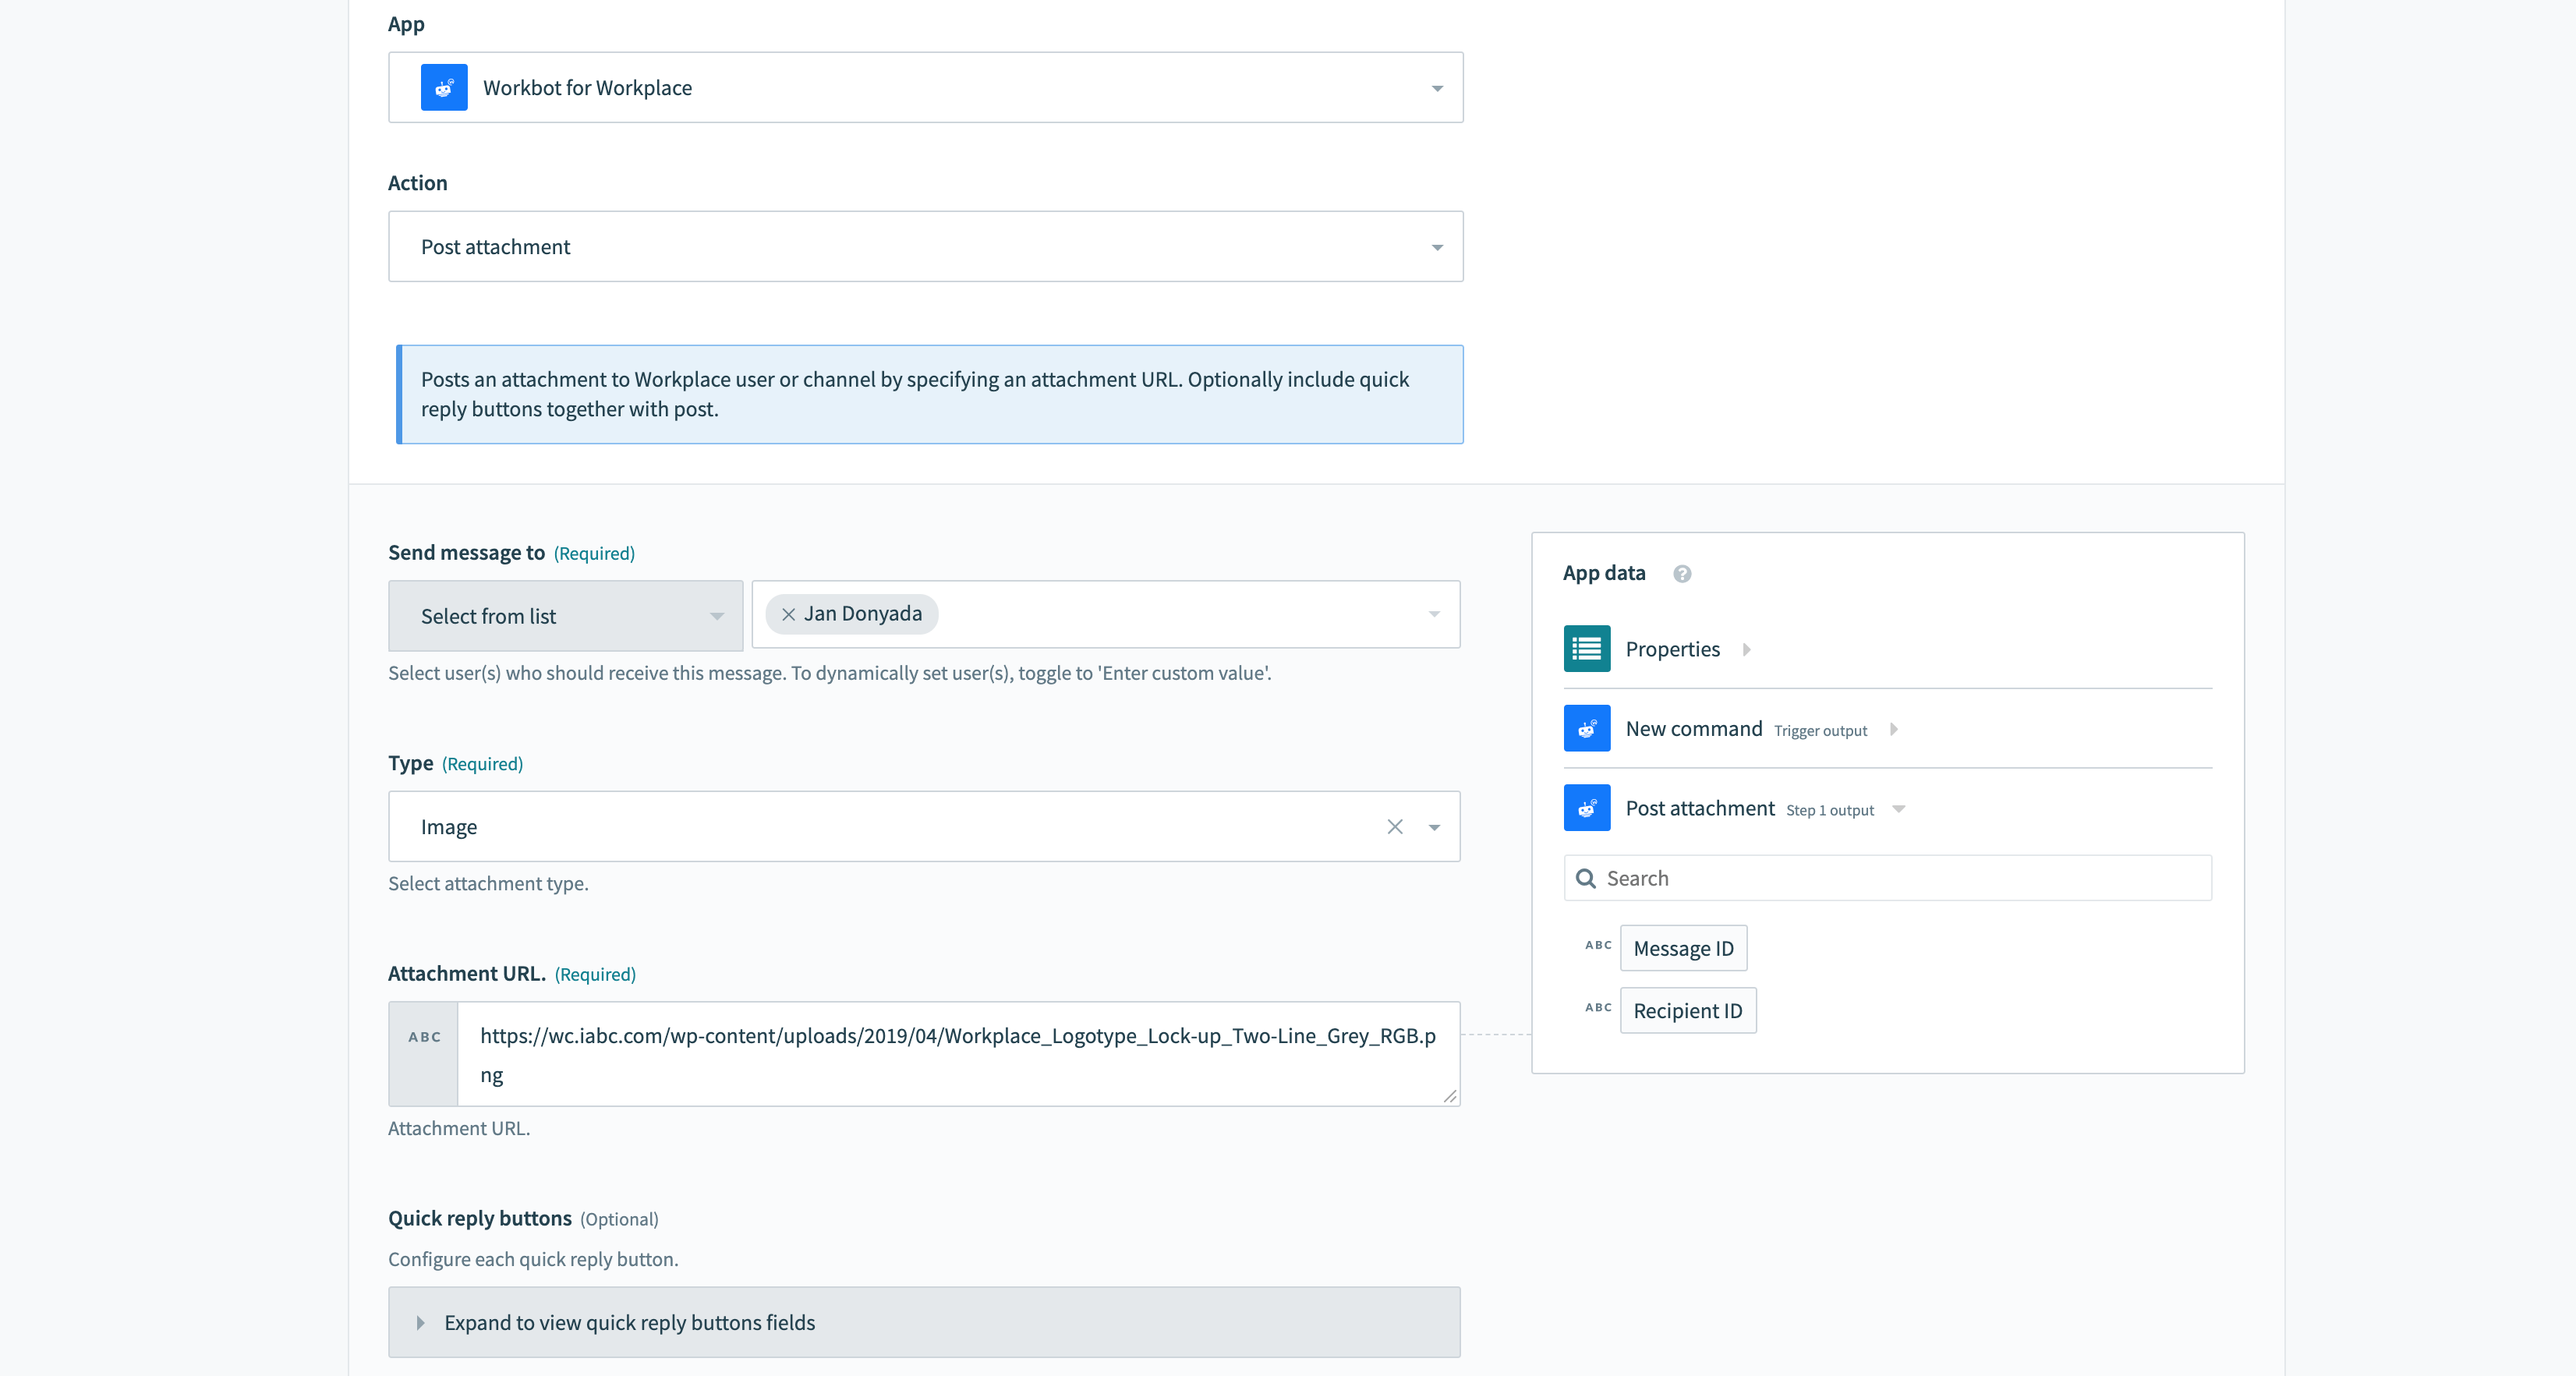 App
Workbot for Workplace
Action
Post attachment
Posts an attachment to Workplace user or channel by specifying an attachment URL. Optionally include quick
reply buttons together with post.
Send message to (Required)
Select from list
Jan Donyada
Select user(s) who should receive this message. To dynamically set user(s), toggle to 'Enter custom value'.
Type (Required)
Image
Select attachment type.
Attachment URL. (Required)
ABC
https://wc.iabc.com/wp-content/uploads/2019/04/Workplace_Logotype_Lock-up_Two-Line_Grey_RGB.p
ng
Attachment URL.
Quick reply buttons (Optional)
Configure each quick reply button.
Expand to view quick reply buttons fields
App data ?
Properties
New command Trigger output
Post attachment Step 1 output
Search
ABC Message ID
ABC Recipient ID